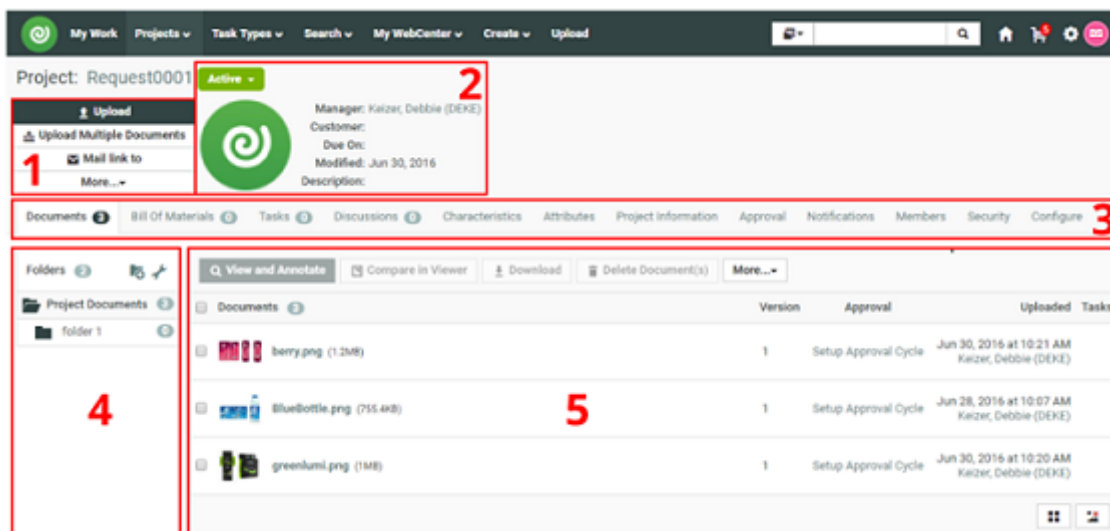 My Work Projects Task Types Search My WebCenter Create Upload
Project: Request0001 Active
2
Upload
Upload Multiple Documents
Mail link to
More...
1
Manager: Keizer, Debbie (DEKE)
Customer:
Due On:
Modified: Jun 30, 2016
Description:
Documents 3 Bill Of Materials 0 Tasks 0 Discussions 0 Characteristics Attributes Project Information Approval Notifications Members Security Configure
3
Folders 2
Project Documents 3
folder 1 0
4
View and Annotate Compare in Viewer Download Delete Document(s) More...
Documents 3 Version Approval Uploaded Tasks
berry.png (1.2MB) 1 Setup Approval Cycle Jun 30, 2016 at 10:21 AM
Keizer, Debbie (DEKE)
BlueBottle.png (755.4KB) 1 Setup Approval Cycle Jun 28, 2016 at 10:07 AM
Keizer, Debbie (DEKE)
5
greenlumi.png (1MB) 1 Setup Approval Cycle Jun 30, 2016 at 10:20 AM
Keizer, Debbie (DEKE)